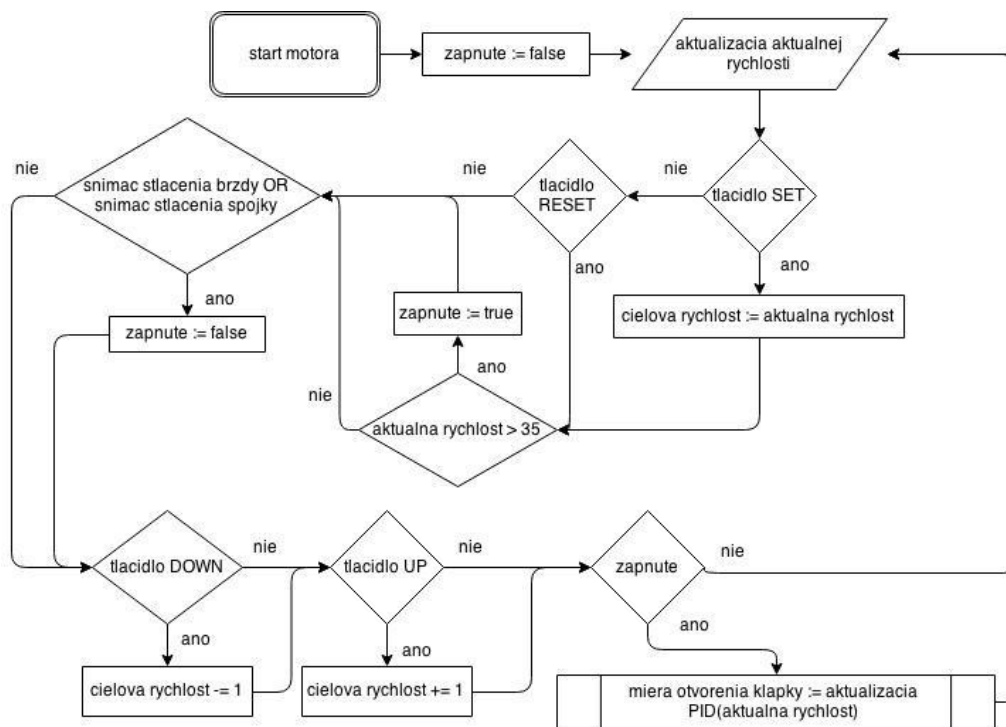 start motora
zapnute := false
aktualizacia aktualnej
rychlosti
nie
snimac stlacenia brzdy OR
snimac stlacenia spojky
nie
tlacidlo
RESET
nie
tlacidlo SET
ano
ano
ano
zapnute := false
zapnute := true
cielova rychlost := aktualna rychlost
ano
nie
aktualna rychlost > 35
tlacidlo DOWN
nie
tlacidlo UP
nie
zapnute
nie
ano
ano
ano
cielova rychlost -= 1
cielova rychlost += 1
miera otvorenia klapky := aktualizacia
PID(aktualna rychlost)